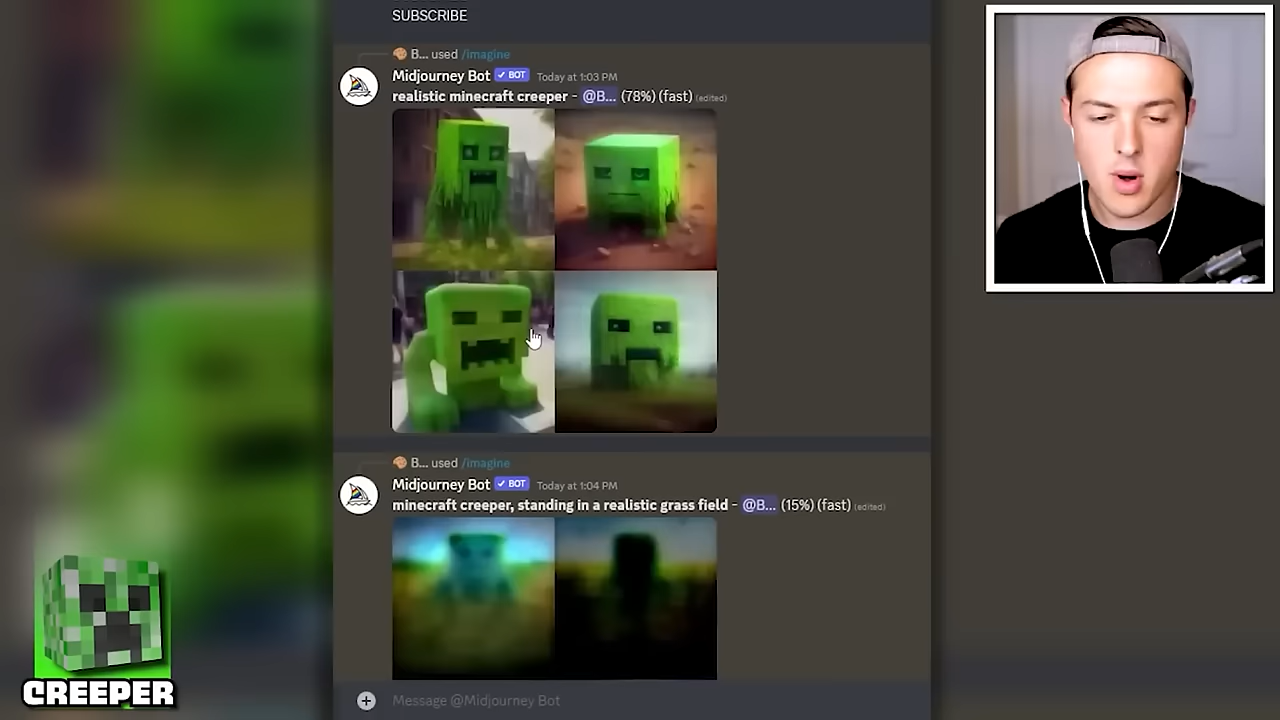 SUBSCRIBE
B... used /imagine
Midjourney Bot ✓ BOT Today at 1:03 PM
realistic minecraft creeper - @B... (78%) (fast) (edited)
B... used /imagine
Midjourney Bot ✓ BOT Today at 1:04 PM
minecraft creeper, standing in a realistic grass field - @B... (15%) (fast) (edited)
CREEPER
Message @Midjourney Bot